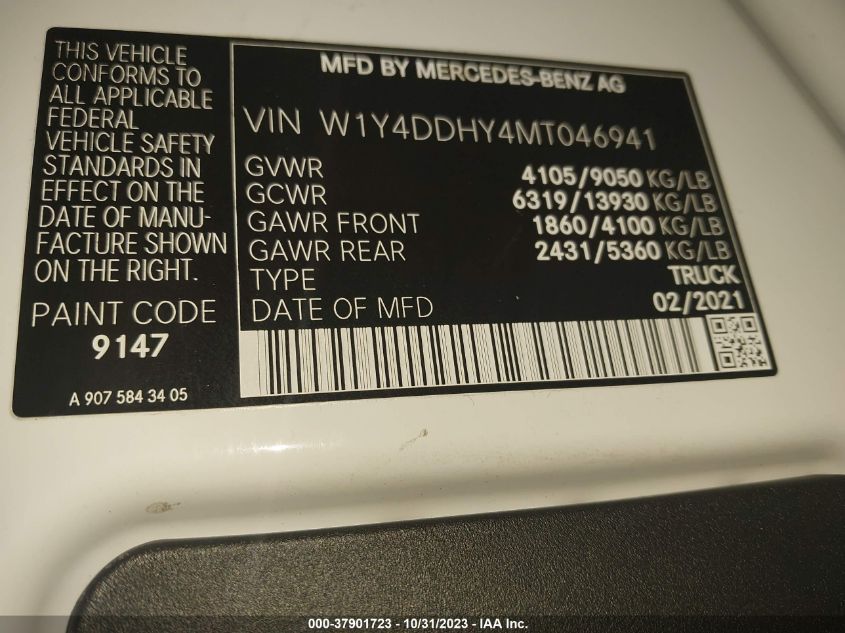 THIS VEHICLE
CONFORMS TO
ALL APPLICABLE
FEDERAL
VEHICLE SAFETY
STANDARDS IN
EFFECT ON THE
DATE OF MANU-
FACTURE SHOWN
ON THE RIGHT.
PAINT CODE
9147
A 907 584 34 05
MFD BY MERCEDES-BENZ AG
VIN W1Y4DDHY4MT046941
GVWR 4105/9050 KG/LB
GCWR 6319/13930 KG/LB
GAWR FRONT 1860/4100 KG/LB
GAWR REAR 2431/5360 KG/LB
TYPE TRUCK
DATE OF MFD 02/2021
000-37901723 - 10/31/2023 - IAA Inc.